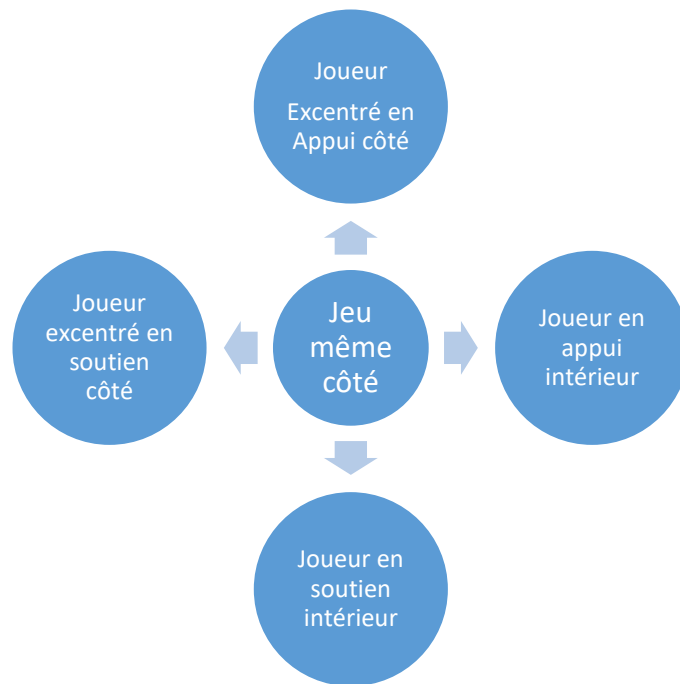 Joueur
Excentré en
Appui côté
Joueur
excentré en
soutien
côté
Jeu
même
côté
Joueur en
appui
intérieur
Joueur en
soutien
intérieur